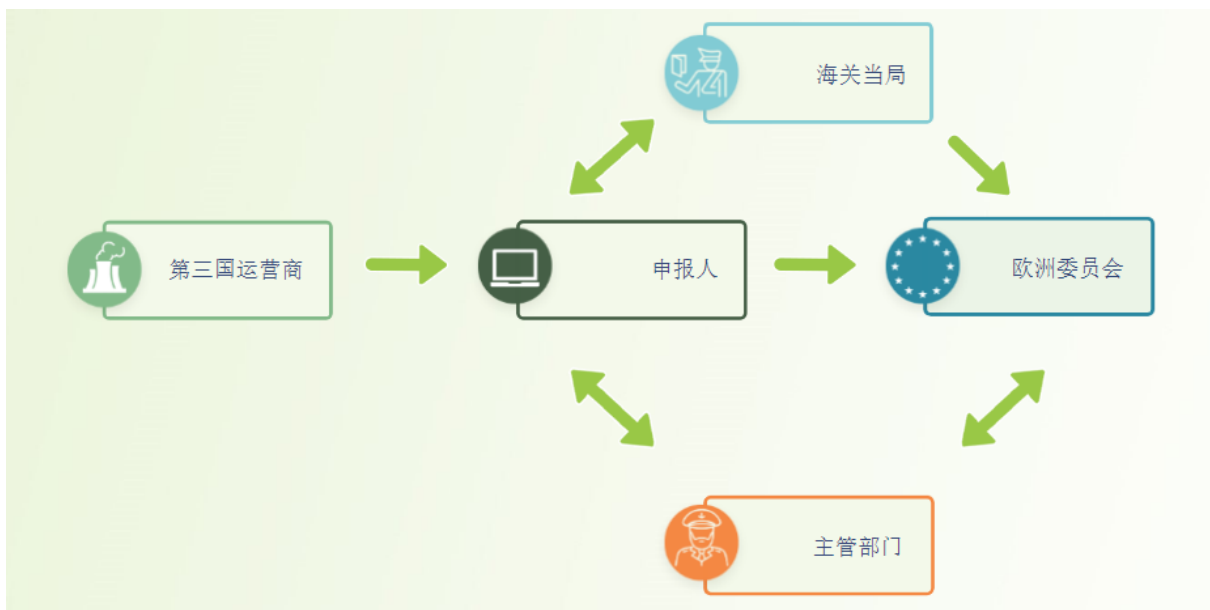 海关当局
第三国运营商
申报人
欧洲委员会
主管部门